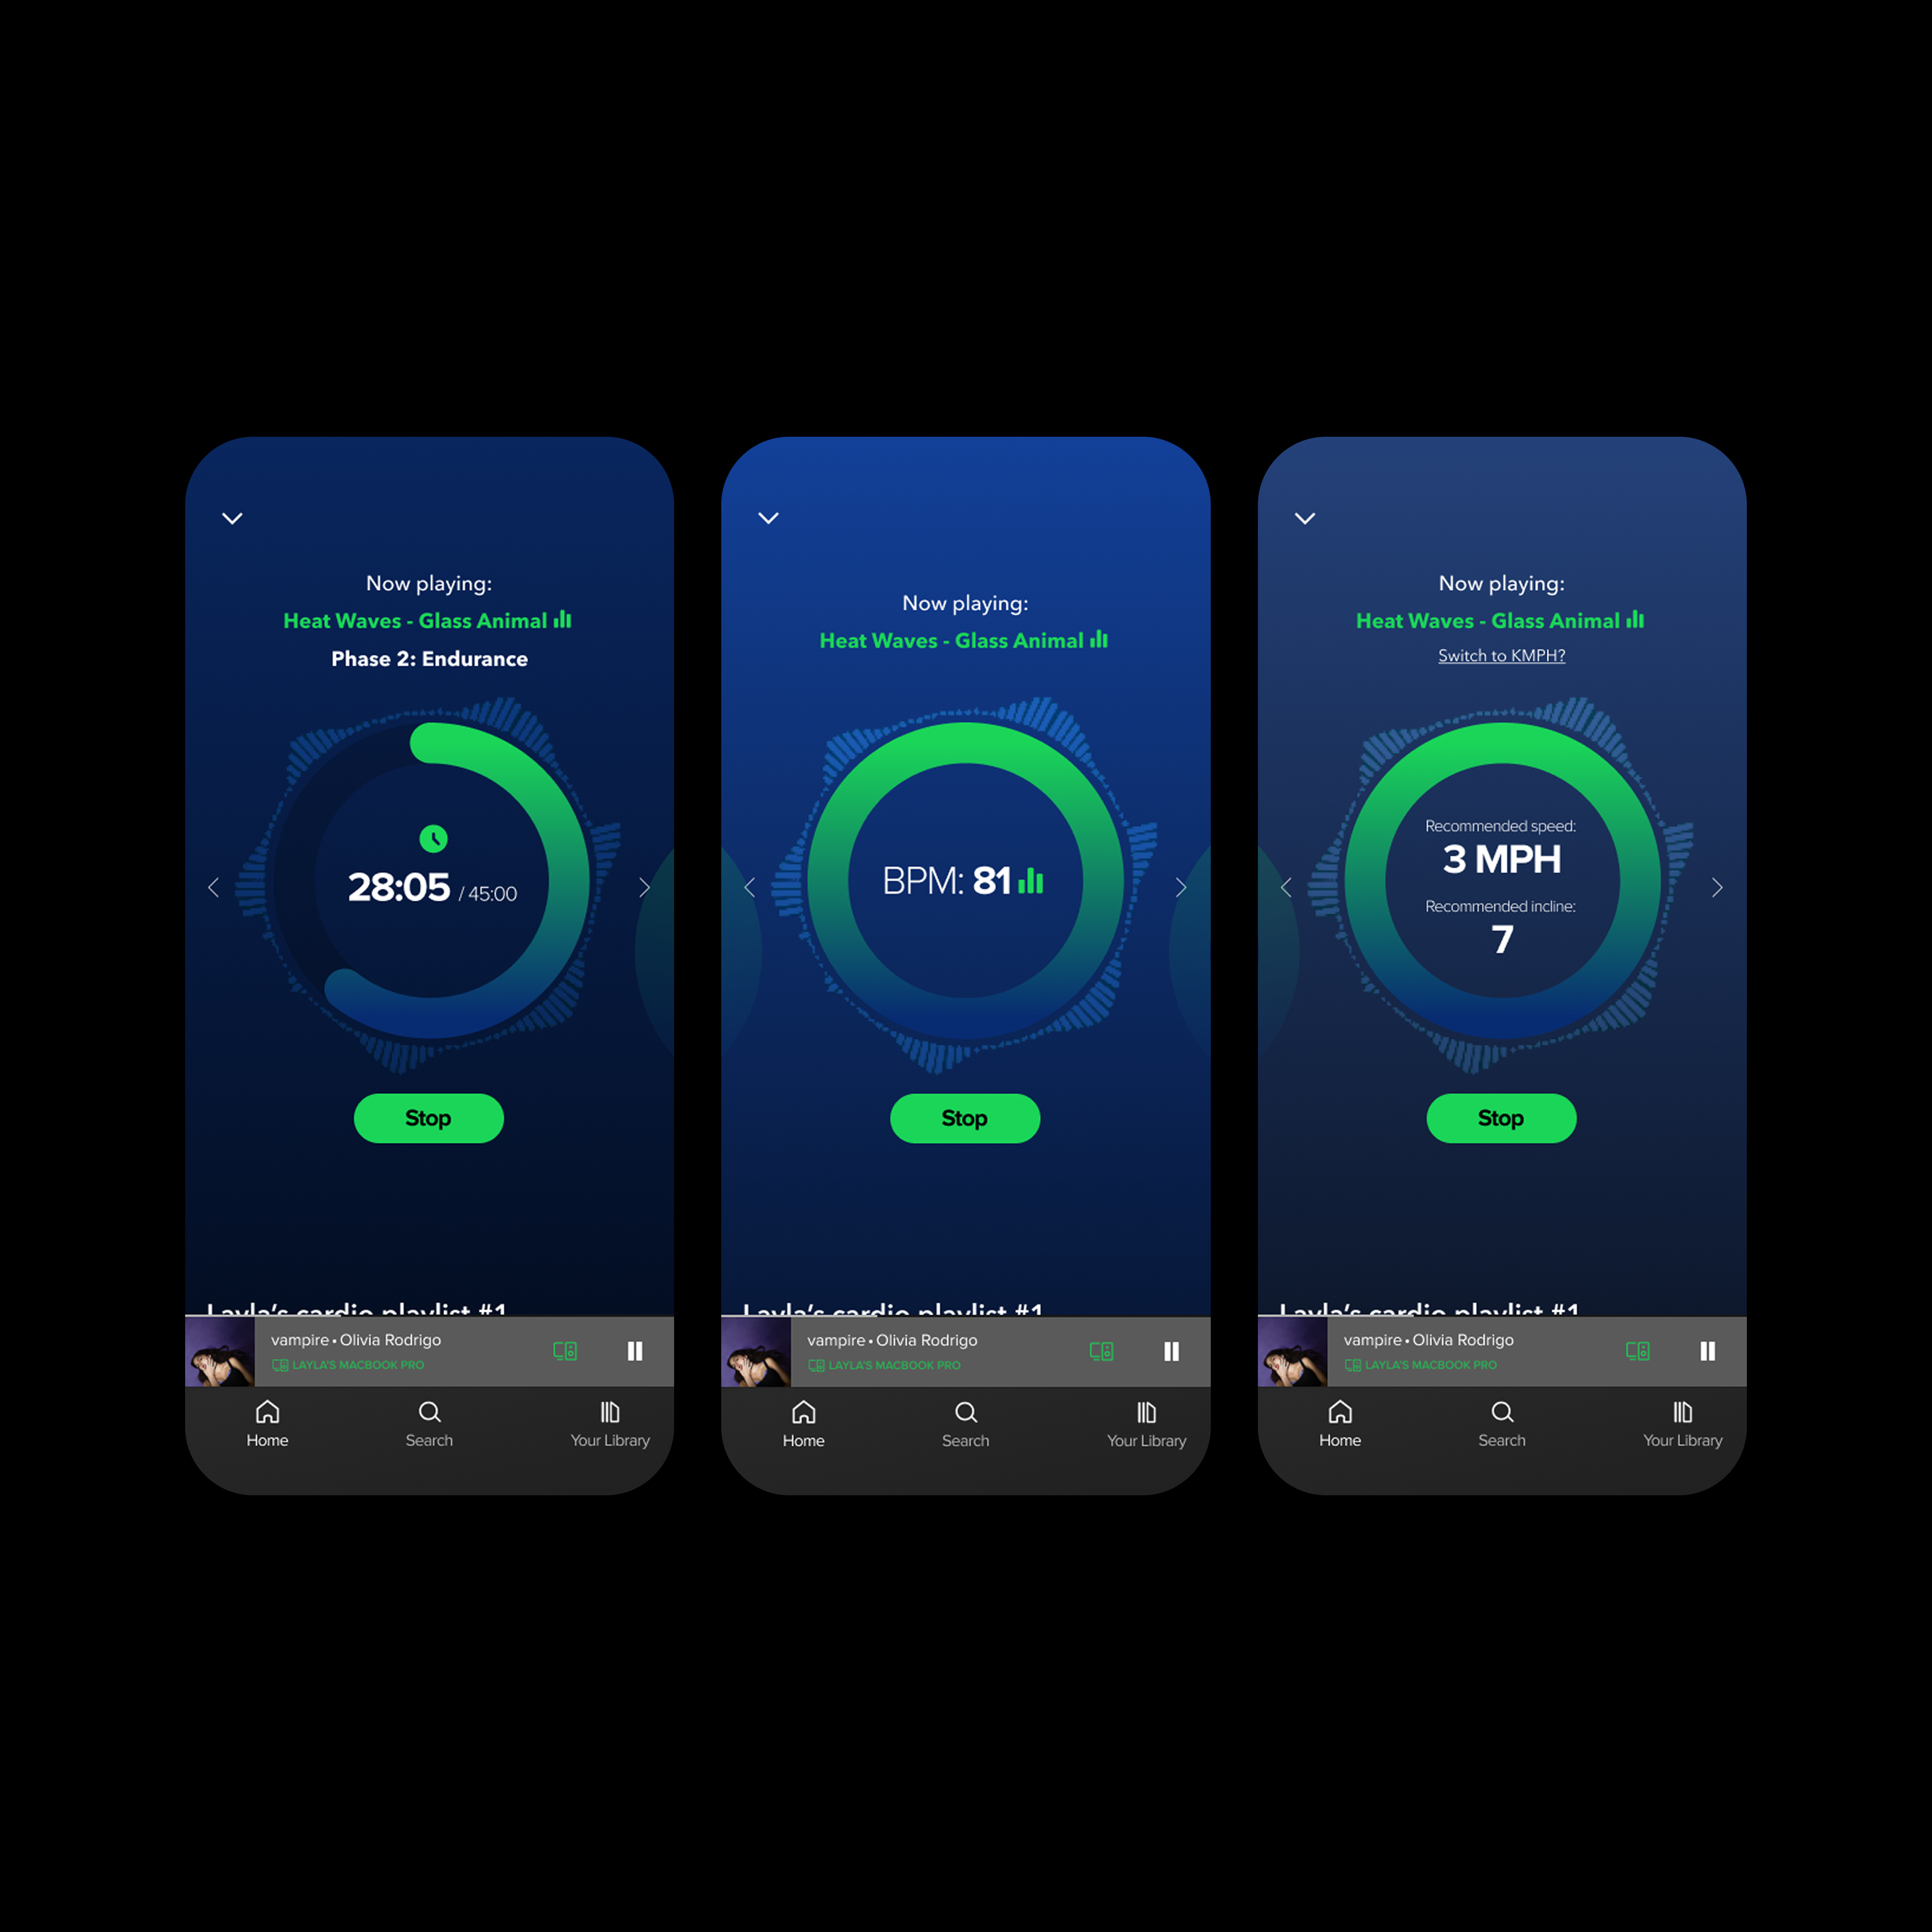 Now playing:
Heat Waves - Glass Animal
Phase 2: Endurance
28:05 / 45:00
Stop
Layla's cardio playlist #1
vampire • Olivia Rodrigo
LAYLA'S MACBOOK PRO
Home Search Your Library
Now playing:
Heat Waves - Glass Animal
BPM: 81
Stop
Layla's cardio playlist #1
vampire • Olivia Rodrigo
LAYLA'S MACBOOK PRO
Home Search Your Library
Now playing:
Heat Waves - Glass Animal
Switch to KMPH?
Recommended speed:
3 MPH
Recommended incline:
7
Stop
Layla's cardio playlist #1
vampire • Olivia Rodrigo
LAYLA'S MACBOOK PRO
Home Search Your Library